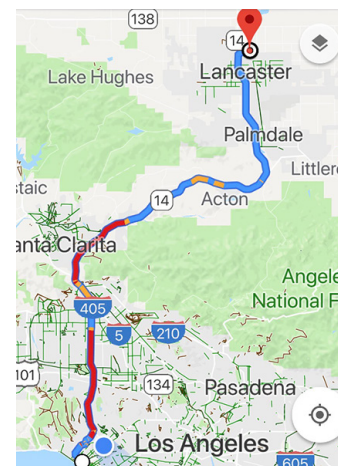 138
14
Lake Hughes
Lancaster
Palmdale
Littler
staic
14
Acton
anta Clarita
Angele
National F
405
5
210
101
134
Pasadena
Los Angeles
605